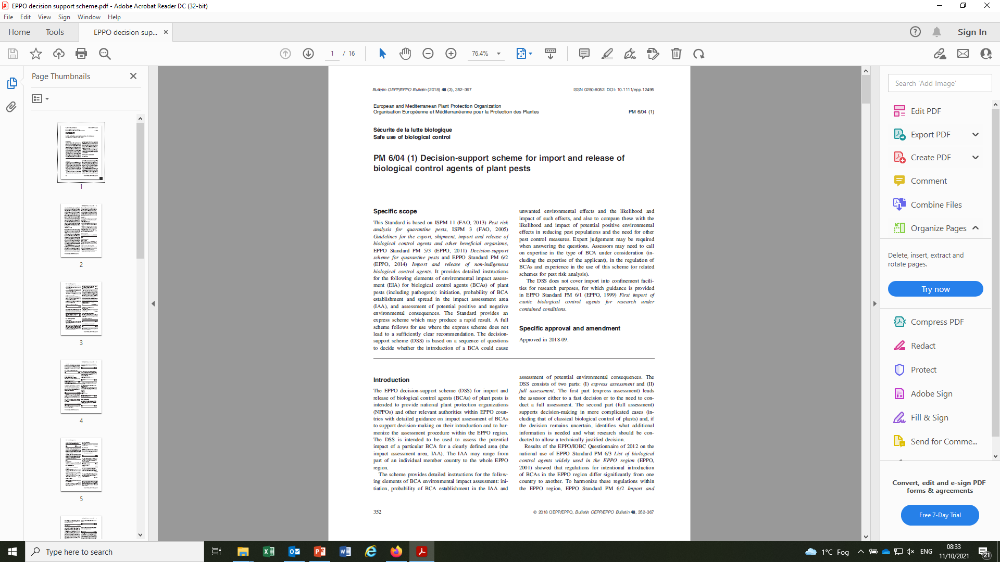 EPPO decision support scheme.pdf - Adobe Acrobat Reader DC (32-bit)
File Edit View Sign Window Help
Home Tools EPPO decision sup... Sign In
1 / 16 76.4%
Page Thumbnails
1
2
3
4
5
Bulletin OEPP/EPPO Bulletin (2018) 48 (3), 352–367 ISSN 0250-8052. DOI: 10.1111/epp.12495
European and Mediterranean Plant Protection Organization
Organisation Européenne et Méditerranéenne pour la Protection des Plantes PM 6/04 (1)
Sécurite de la lutte biologique
Safe use of biological control
PM 6/04 (1) Decision-support scheme for import and release of
biological control agents of plant pests
Specific scope
This Standard is based on ISPM 11 (FAO, 2013) Pest risk
analysis for quarantine pests, ISPM 3 (FAO, 2005)
Guidelines for the export, shipment, import and release of
biological control agents and other beneficial organisms,
EPPO Standard PM 5/3 (EPPO, 2011) Decision-support
scheme for quarantine pests and EPPO Standard PM 6/2
(EPPO, 2014) Import and release of non-indigenous
biological control agents. It provides detailed instructions
for the following elements of environmental impact assess-
ment (EIA) for biological control agents (BCAs) of plant
pests (including pathogens): initiation, probability of BCA
establishment and spread in the impact assessment area
(IAA), and assessment of potential positive and negative
environmental consequences. The Standard provides an
express scheme which may produce a rapid result. A full
scheme follows for use where the express scheme does not
lead to a sufficiently clear recommendation. The decision-
support scheme (DSS) is based on a sequence of questions
to decide whether the introduction of a BCA could cause
unwanted environmental effects and the likelihood and
impact of such effects, and also to compare these with the
likelihood and impact of potential positive environmental
effects in reducing pest populations and the need for other
pest control measures. Expert judgement may be required
when answering the questions. Assessors may need to call
on expertise in the type of BCA under consideration (in-
cluding the expertise of the applicant), in the regulation of
BCAs and experience in the use of this scheme (or related
schemes for pest risk analysis).
The DSS does not cover import into confinement facili-
ties for research purposes, for which guidance is provided
in EPPO Standard PM 6/1 (EPPO, 1999) First import of
exotic biological control agents for research under
contained conditions.
Specific approval and amendment
Approved in 2018-09.
Introduction
The EPPO decision-support scheme (DSS) for import and
release of biological control agents (BCAs) of plant pests is
intended to provide national plant protection organizations
(NPPOs) and other relevant authorities within EPPO coun-
tries with detailed guidance on impact assessment of BCAs
to support decision-making on their introduction and to har-
monize the assessment procedure within the EPPO region.
The DSS is intended to be used to assess the potential
impact of a particular BCA for a clearly defined area (the
impact assessment area, IAA). The IAA may range from
part of an individual member country to the whole EPPO
region.
The scheme provides detailed instructions for the follow-
ing elements of BCA environmental impact assessment: ini-
tiation, probability of BCA establishment in the IAA and
assessment of potential environmental consequences. The
DSS consists of two parts: (I) express assessment and (II)
full assessment. The first part (express assessment) leads
the assessor either to a fast decision or to the need to con-
duct a full assessment. The second part (full assessment)
supports decision-making in more complicated cases (in-
cluding that of classical biological control of plants) and, if
the decision remains uncertain, identifies what additional
information is needed and what research should be con-
ducted to allow a technically justified decision.
Results of the EPPO/IOBC Questionnaire of 2012 on the
national use of EPPO Standard PM 6/3 List of biological
control agents widely used in the EPPO region (EPPO,
2001) showed that regulations for intentional introduction
of BCAs in the EPPO region differ significantly from one
country to another. To harmonize these regulations within
the EPPO region, EPPO Standard PM 6/2 Import and
352 © 2018 OEPP/EPPO, Bulletin OEPP/EPPO Bulletin 48, 352–367
Search 'Add Image'
Edit PDF
Export PDF
Create PDF
Comment
Combine Files
Organize Pages
Delete, insert, extract and
rotate pages.
Try now
Compress PDF
Redact
Protect
Adobe Sign
Fill & Sign
Send for Comme...
Convert, edit and e-sign PDF
forms & agreements
Free 7-Day Trial
Type here to search
1°C Fog ENG
08:33
11/10/2021
21